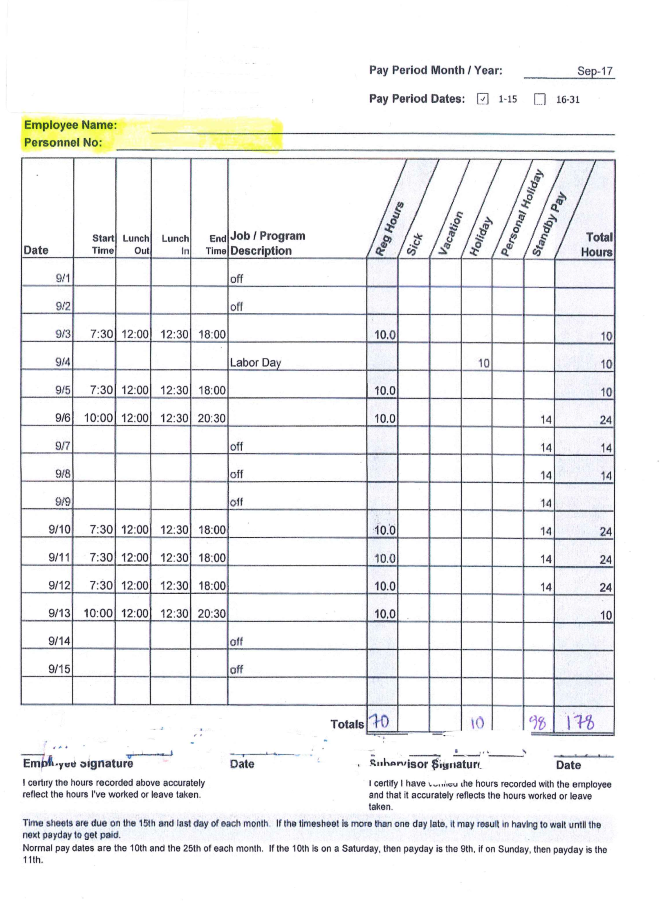 Pay Period Month / Year: Sep-17
Pay Period Dates: ☑ 1-15 ☐ 16-31
Employee Name:
Personnel No:
Date Start Time Lunch Out Lunch In End Time Job / Program Description Reg Hours Sick Vacation Holiday Personal Holiday Standby Pay Total Hours
9/1 off
9/2 off
9/3 7:30 12:00 12:30 18:00 10.0 10
9/4 Labor Day 10 10
9/5 7:30 12:00 12:30 18:00 10.0 10
9/6 10:00 12:00 12:30 20:30 10.0 14 24
9/7 off 14 14
9/8 off 14 14
9/9 off 14
9/10 7:30 12:00 12:30 18:00 10.0 14 24
9/11 7:30 12:00 12:30 18:00 10.0 14 24
9/12 7:30 12:00 12:30 18:00 10.0 14 24
9/13 10:00 12:00 12:30 20:30 10.0 10
9/14 off
9/15 off
Totals 70 10 98 178
Employee Signature Date Supervisor Signature Date
I certify the hours recorded above accurately
reflect the hours I've worked or leave taken.
I certify I have verified the hours recorded with the employee
and that it accurately reflects the hours worked or leave
taken.
Time sheets are due on the 15th and last day of each month. If the timesheet is more than one day late, it may result in having to wait until the
next payday to get paid.
Normal pay dates are the 10th and the 25th of each month. If the 10th is on a Saturday, then payday is the 9th, if on Sunday, then payday is the
11th.